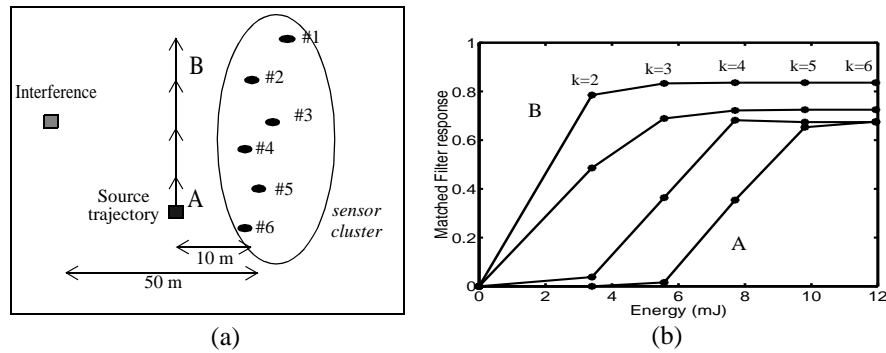 #1
B
#2
Interference
#3
#4
Source
trajectory
A
#5
#6
sensor
cluster
10 m
50 m
(a)
1
0.8
0.6
0.4
0.2
0
Matched Filter response
k=2
k=3
k=4
k=5
k=6
B
A
0
2
4
6
8
10
12
Energy (mJ)
(b)